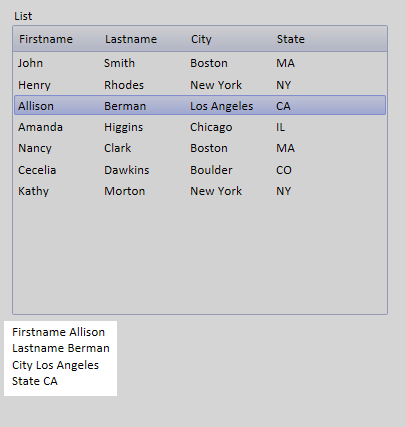 List
Firstname Lastname City State
John Smith Boston MA
Henry Rhodes New York NY
Allison Berman Los Angeles CA
Amanda Higgins Chicago IL
Nancy Clark Boston MA
Cecelia Dawkins Boulder CO
Kathy Morton New York NY
Firstname Allison
Lastname Berman
City Los Angeles
State CA